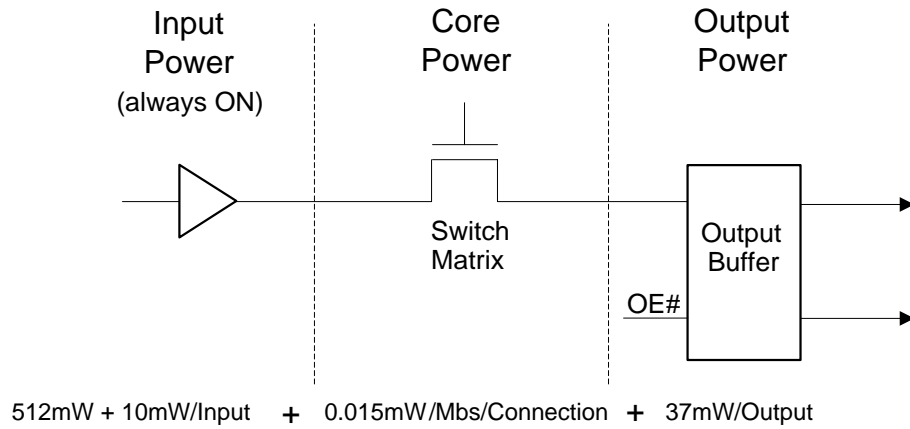 Input
Power
(always ON)
Core
Power
Output
Power
Switch
Matrix
Output
Buffer
OE#
512mW + 10mW/Input + 0.015mW/Mbs/Connection + 37mW/Output